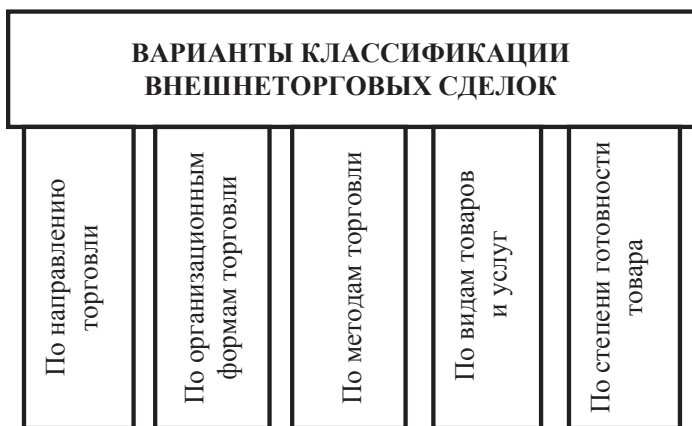 ВАРИАНТЫ КЛАССИФИКАЦИИ
ВНЕШНЕТОРГОВЫХ СДЕЛОК
По направлению
торговли
По организационным
формам торговли
По методам торговли
По видам товаров
и услуг
По степени готовности
товара